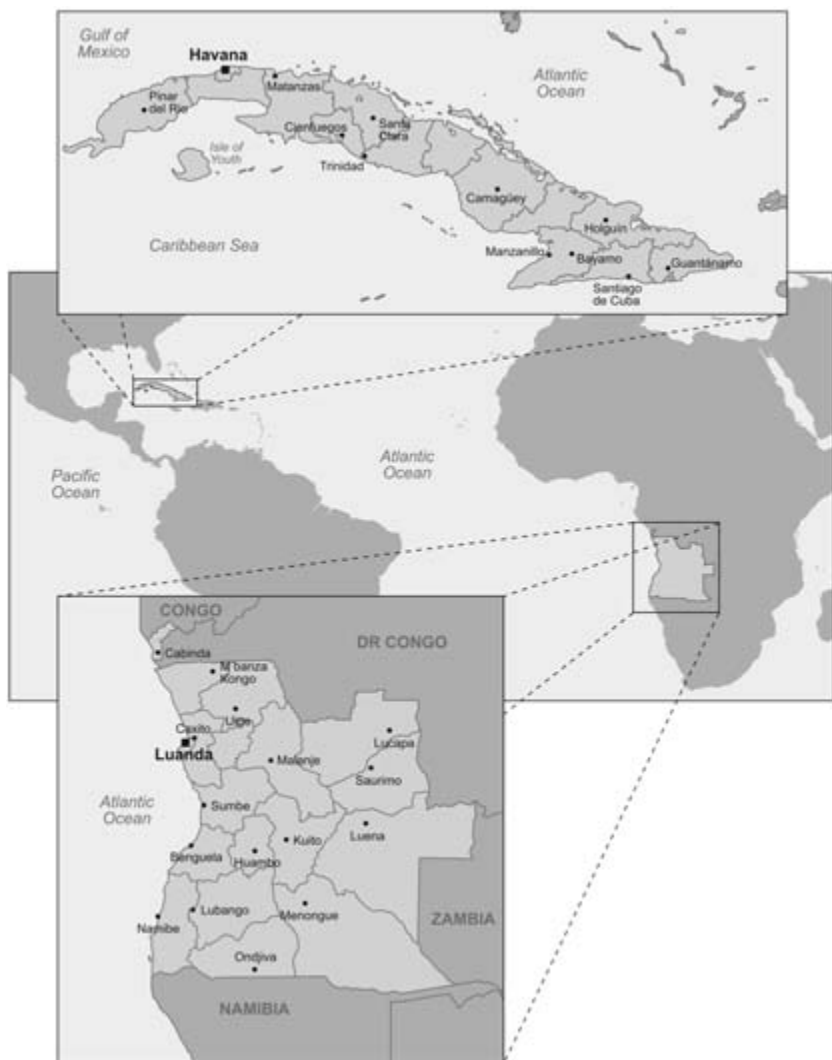 Gulf of
Mexico
Havana
Matanzas
Atlantic
Ocean
Pinar
del Rio
Cienfuegos
Santa
Clara
Isle of
Youth
Trinidad
Camagüey
Holguín
Caribbean Sea
Manzanillo
Bayamo
Guantánamo
Santiago
de Cuba
Pacific
Ocean
Atlantic
Ocean
CONGO
DR CONGO
Cabinda
M'banza
Kongo
Uige
Caxito
Luanda
Lucapa
Malanje
Saurimo
Atlantic
Ocean
Sumbe
Luena
Kuito
Benguela
Huambo
Lubango
Menongue
Namibe
ZAMBIA
Ondjiva
NAMIBIA